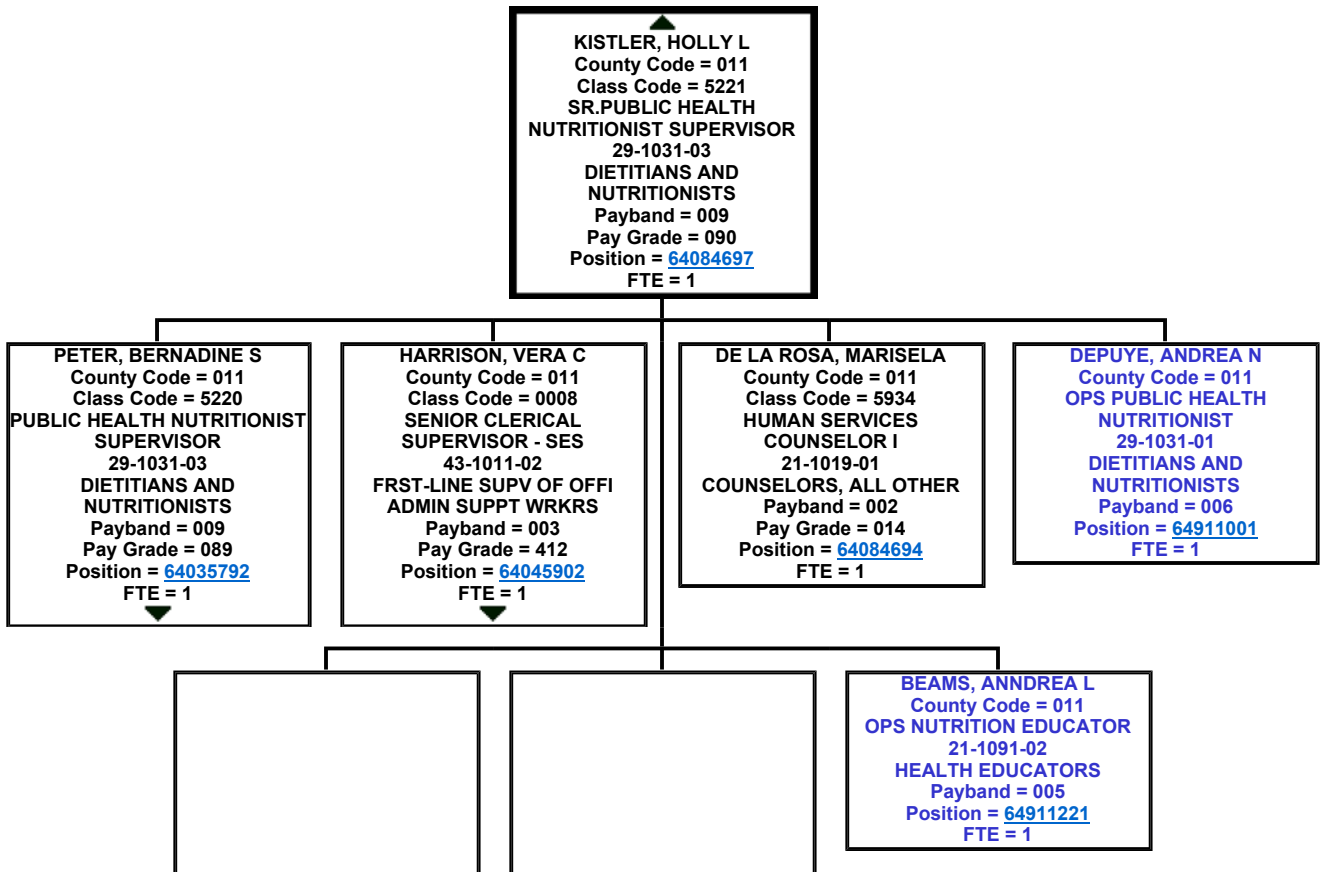 KISTLER, HOLLY L
County Code = 011
Class Code = 5221
SR.PUBLIC HEALTH
NUTRITIONIST SUPERVISOR
29-1031-03
DIETITIANS AND
NUTRITIONISTS
Payband = 009
Pay Grade = 090
Position = 64084697
FTE = 1
PETER, BERNADINE S
County Code = 011
Class Code = 5220
PUBLIC HEALTH NUTRITIONIST
SUPERVISOR
29-1031-03
DIETITIANS AND
NUTRITIONISTS
Payband = 009
Pay Grade = 089
Position = 64035792
FTE = 1
HARRISON, VERA C
County Code = 011
Class Code = 0008
SENIOR CLERICAL
SUPERVISOR - SES
43-1011-02
FRST-LINE SUPV OF OFFI
ADMIN SUPPT WRKRS
Payband = 003
Pay Grade = 412
Position = 64045902
FTE = 1
DE LA ROSA, MARISELA
County Code = 011
Class Code = 5934
HUMAN SERVICES
COUNSELOR I
21-1019-01
COUNSELORS, ALL OTHER
Payband = 002
Pay Grade = 014
Position = 64084694
FTE = 1
DEPUYE, ANDREA N
County Code = 011
OPS PUBLIC HEALTH
NUTRITIONIST
29-1031-01
DIETITIANS AND
NUTRITIONISTS
Payband = 006
Position = 64911001
FTE = 1
BEAMS, ANNDREA L
County Code = 011
OPS NUTRITION EDUCATOR
21-1091-02
HEALTH EDUCATORS
Payband = 005
Position = 64911221
FTE = 1